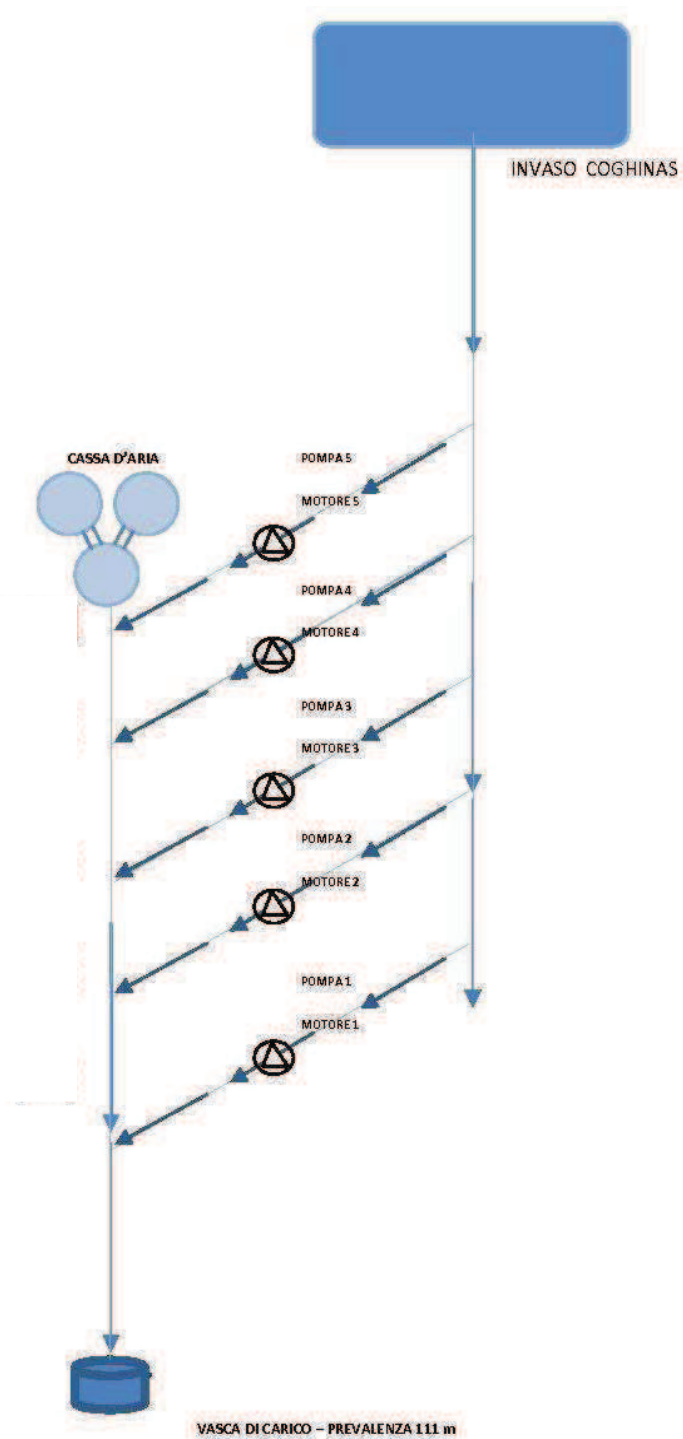 INVASO COGHINAS
CASSA D'ARIA
POMPA 5
MOTORE 5
POMPA 4
MOTORE 4
POMPA 3
MOTORE 3
POMPA 2
MOTORE 2
POMPA 1
MOTORE 1
VASCA DI CARICO – PREVALENZA 111 m